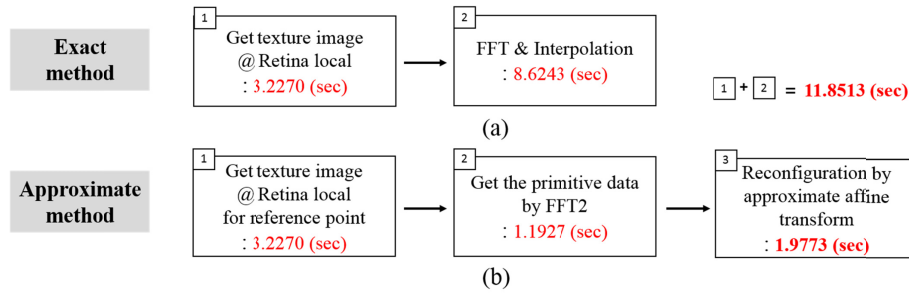 Exact
method
1
Get texture image
@ Retina local
: 3.2270 (sec)
2
FFT & Interpolation
: 8.6243 (sec)
1 + 2 = 11.8513 (sec)
(a)
Approximate
method
1
Get texture image
@ Retina local
for reference point
: 3.2270 (sec)
2
Get the primitive data
by FFT2
: 1.1927 (sec)
3
Reconfiguration by
approximate affine
transform
: 1.9773 (sec)
(b)